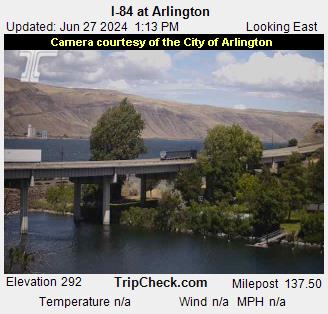 I-84 at Arlington
Updated: Jun 27 2024 1:13 PM Looking East
Camera courtesy of the City of Arlington
Elevation 292 TripCheck.com Milepost 137.50
Temperature n/a Wind n/a MPH n/a